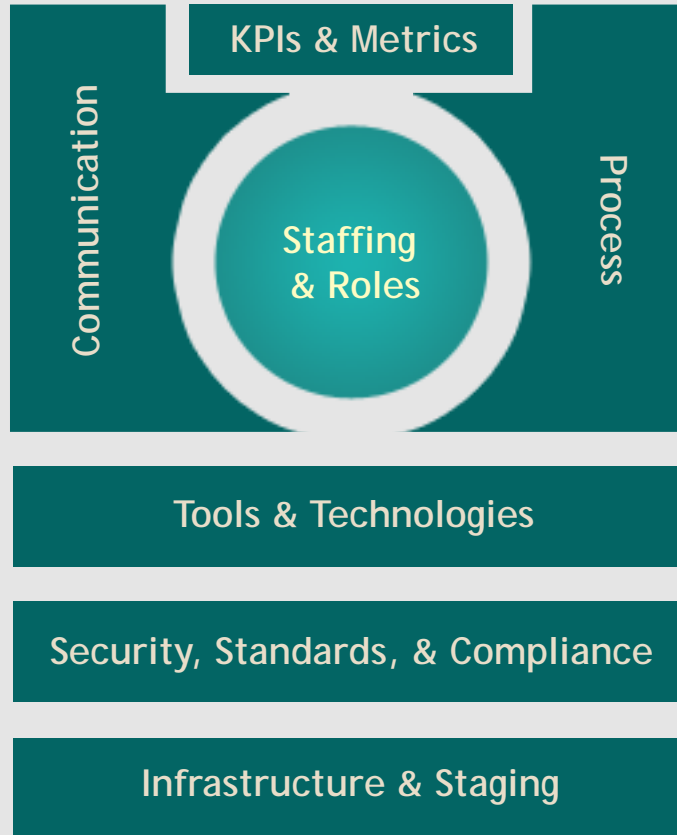 KPIs & Metrics
Communication
Process
Staffing
& Roles
Tools & Technologies
Security, Standards, & Compliance
Infrastructure & Staging